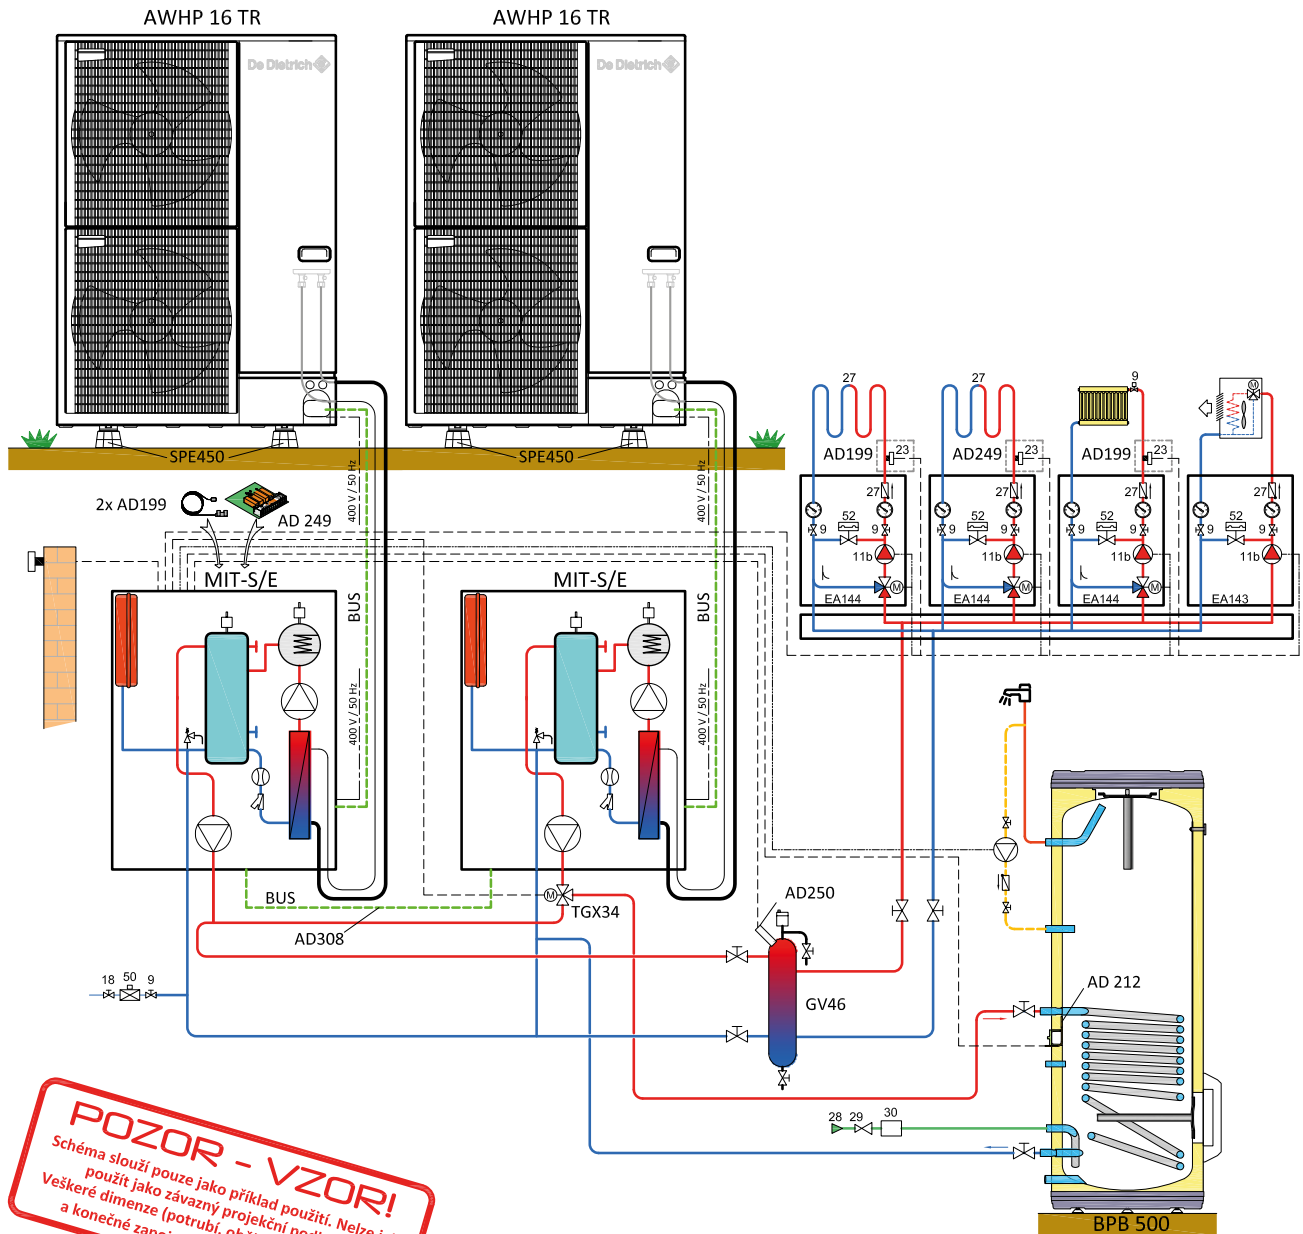 AWHP 16 TR
AWHP 16 TR
De Dietrich
De Dietrich
SPE450
SPE450
400 V / 50 Hz
400 V / 50 Hz
2x AD199
AD 249
MIT-S/E
MIT-S/E
BUS
BUS
400 V / 50 Hz
400 V / 50 Hz
27
27
9
M
AD199
23
AD249
23
AD199
23
27
27
27
27
52
9
9
52
9
9
52
9
9
52
9
9
11b
11b
11b
11b
M
M
M
EA144
EA144
EA144
EA143
BUS
AD308
M
TGX34
AD250
GV46
18
50
9
AD 212
28
29
30
BPB 500
POZOR - VZOR!
Schéma slouží pouze jako příklad použití. Nelze
použít jako závazný projekční
Veškeré dimenze (potrubí,
a konečné